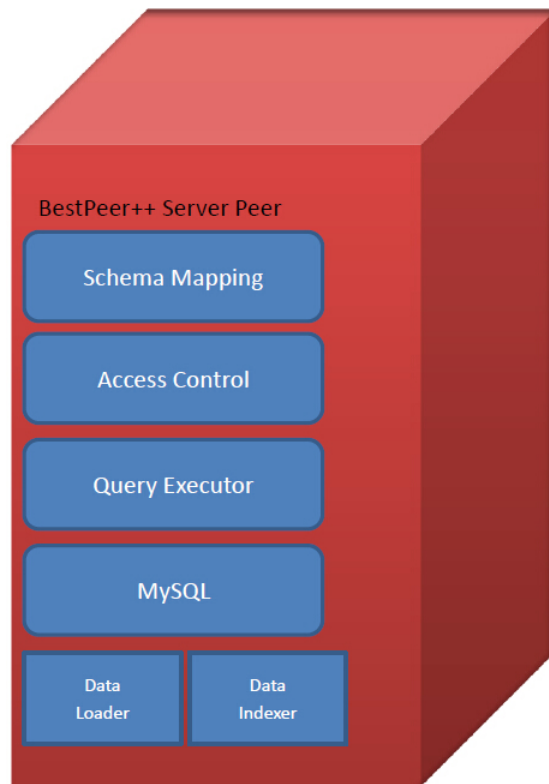 BestPeer++ Server Peer
Schema Mapping
Access Control
Query Executor
MySQL
Data
Loader
Data
Indexer